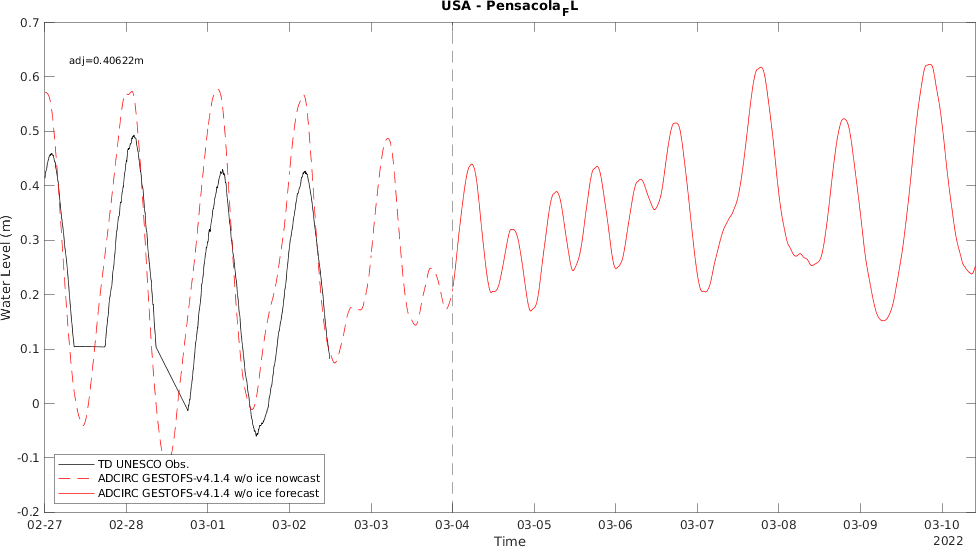 USA - Pensacola_FL
adj=0.40622m
0.7
0.6
0.5
0.4
0.3
0.2
0.1
0
-0.1
-0.2
Water Level (m)
TD UNESCO Obs.
ADCIRC GESTOFS-v4.1.4 w/o ice nowcast
ADCIRC GESTOFS-v4.1.4 w/o ice forecast
02-27 02-28 03-01 03-02 03-03 03-04 03-05 03-06 03-07 03-08 03-09 03-10
Time
2022